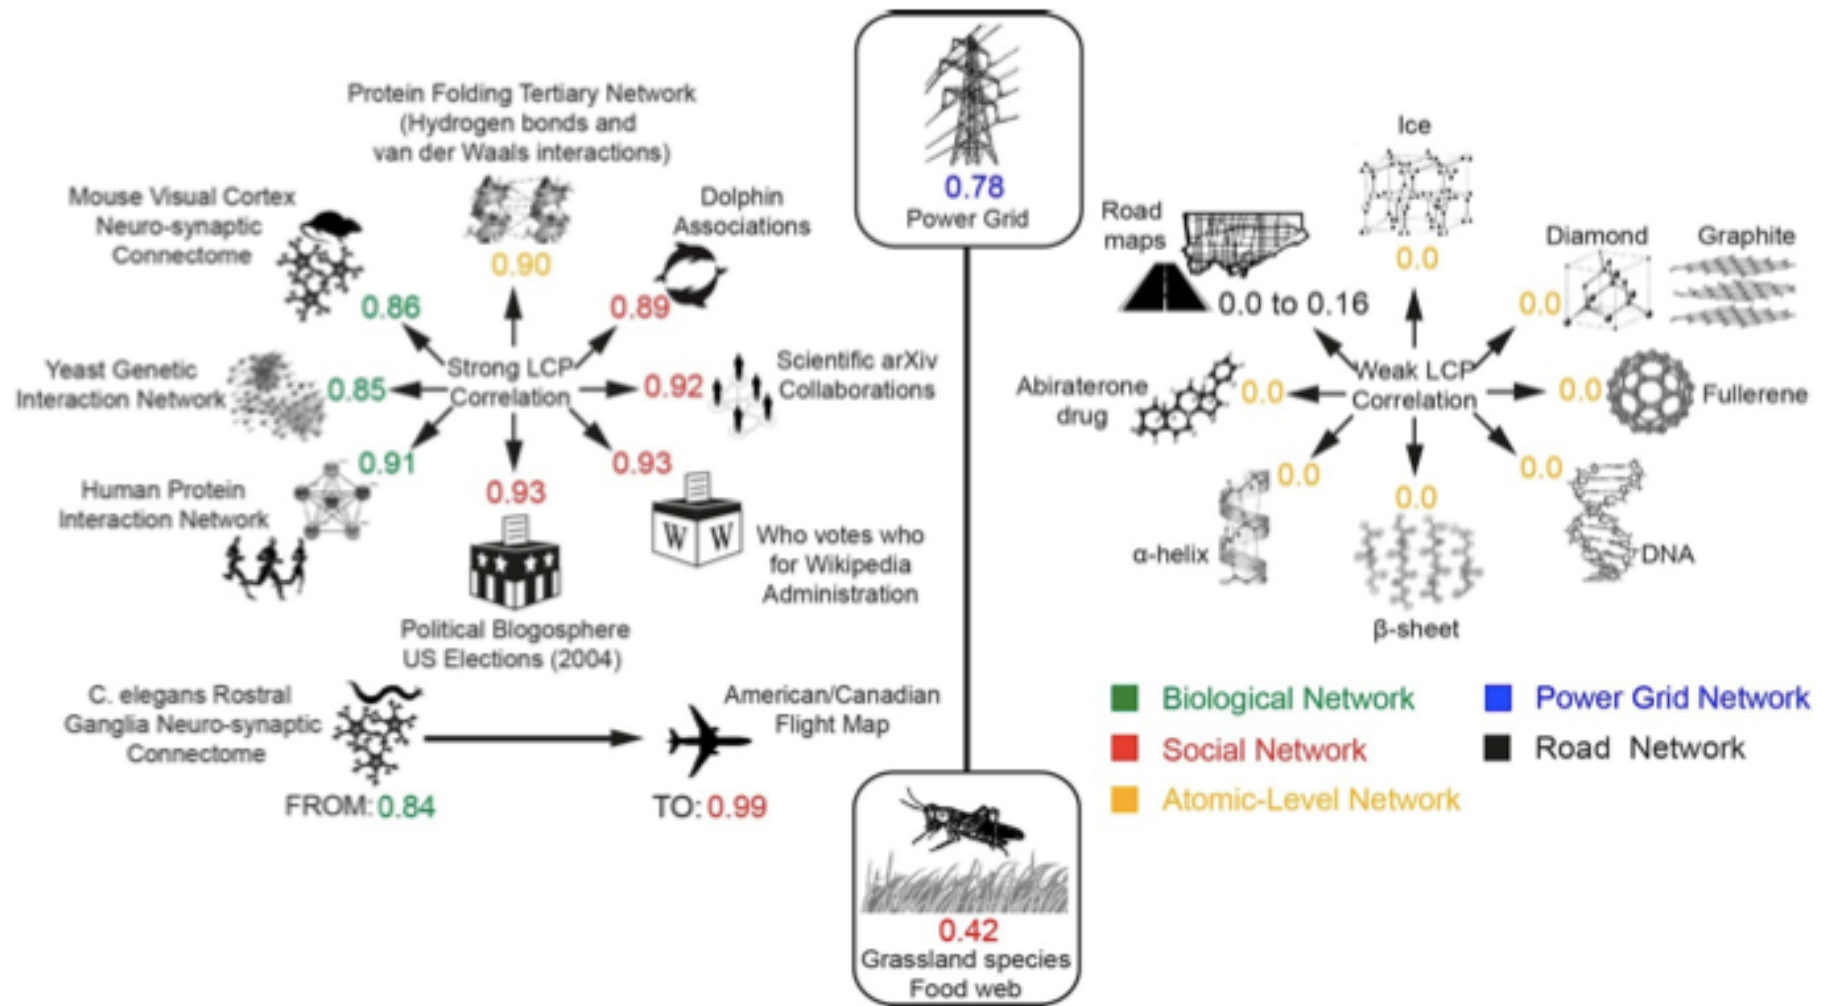 Protein Folding Tertiary Network
(Hydrogen bonds and
van der Waals interactions)
0.90
Mouse Visual Cortex
Neuro-synaptic
Connectome
0.86
Dolphin
Associations
0.89
Yeast Genetic
Interaction Network
0.85
Strong LCP
Correlation
0.92
Scientific arXiv
Collaborations
0.91
Human Protein
Interaction Network
0.93
Political Blogosphere
US Elections (2004)
0.93
W W
Who votes who
for Wikipedia
Administration
C. elegans Rostral
Ganglia Neuro-synaptic
Connectome
FROM: 0.84
American/Canadian
Flight Map
TO: 0.99
0.78
Power Grid
0.42
Grassland species
Food web
Ice
0.0
Road
maps
0.0 to 0.16
Diamond
Graphite
0.0
Abiraterone
drug
0.0
Weak LCP
Correlation
0.0
Fullerene
α-helix
0.0
0.0
β-sheet
0.0
DNA
Biological Network
Social Network
Atomic-Level Network
Power Grid Network
Road Network